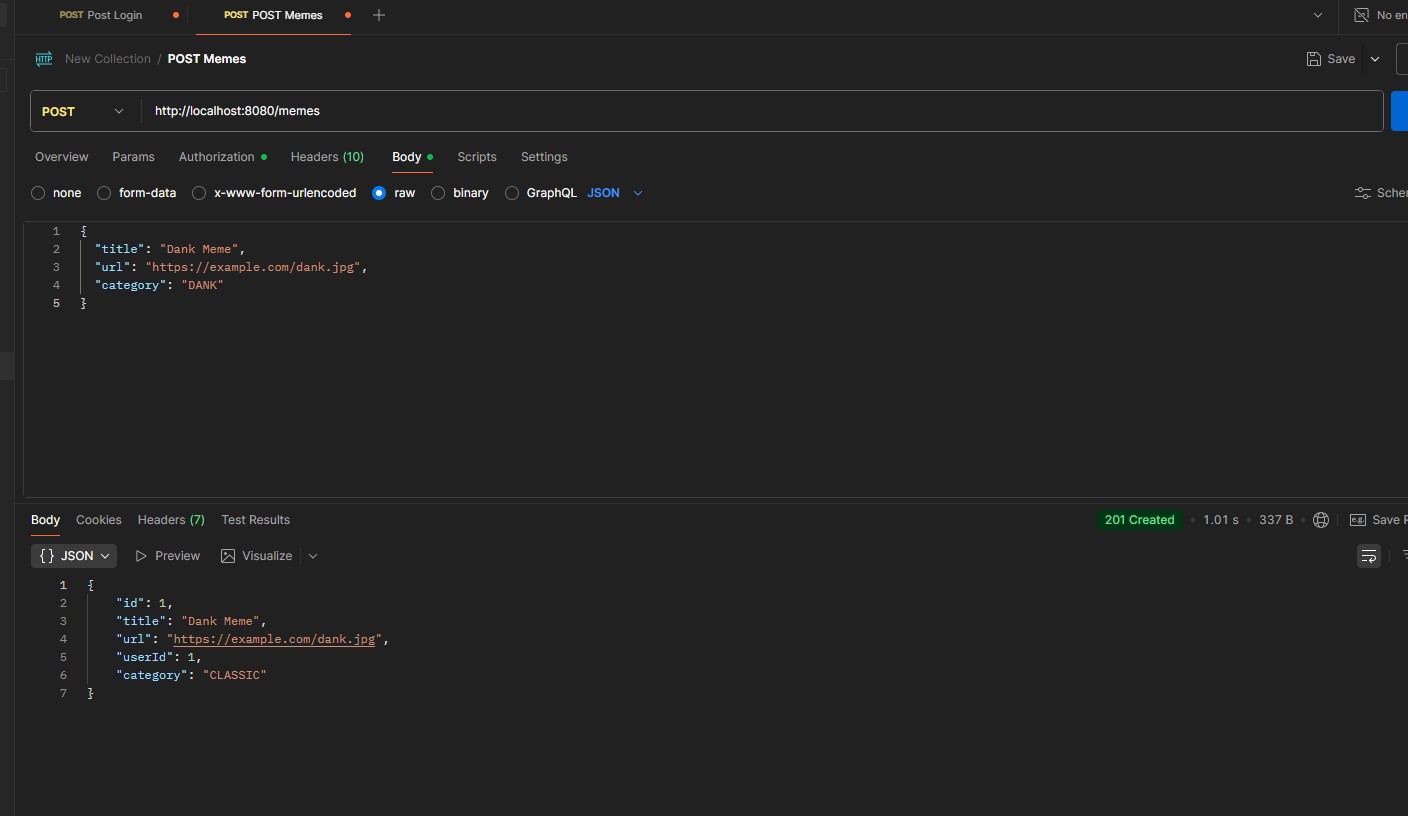 POST Post Login POST POST Memes No en
HTTP New Collection / POST Memes Save
POST http://localhost:8080/memes
Overview Params Authorization Headers (10) Body Scripts Settings
none form-data x-www-form-urlencoded raw binary GraphQL JSON Schem
1 {
2 "title": "Dank Meme",
3 "url": "https://example.com/dank.jpg",
4 "category": "DANK"
5 }
Body Cookies Headers (7) Test Results 201 Created 1.01 s 337 B e.g. Save R
{} JSON Preview Visualize
1 {
2 "id": 1,
3 "title": "Dank Meme",
4 "url": "https://example.com/dank.jpg",
5 "userId": 1,
6 "category": "CLASSIC"
7 }